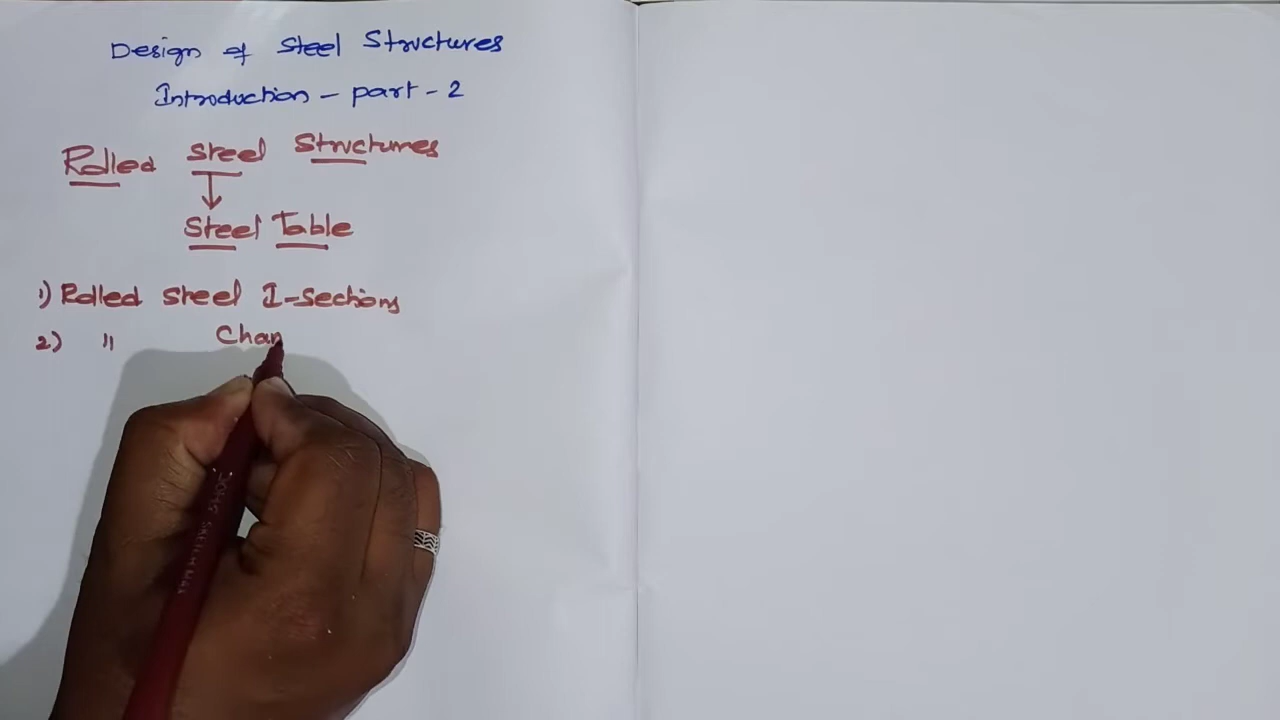 Design of Steel Structures
Introduction - part - 2
Rolled Steel Structures
Steel Table
1) Rolled Steel I-Sections
2) " Chan